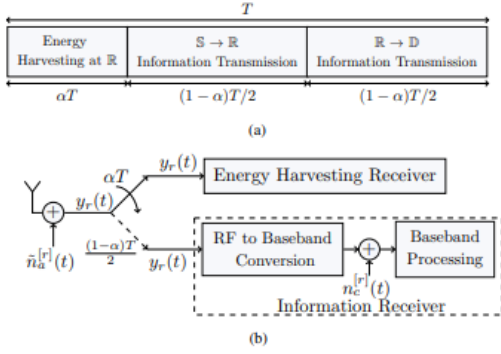 T
Energy
Harvesting at ℝ
𝕊 → ℝ
Information Transmission
ℝ → 𝔻
Information Transmission
αT
(1 − α)T/2
(1 − α)T/2
(a)
αT
y_r(t)
Energy Harvesting Receiver
y_r(t)
ñ_a^{[r]}(t)
(1−α)T
2
y_r(t)
RF to Baseband
Conversion
Baseband
Processing
n_c^{[r]}(t)
Information Receiver
(b)